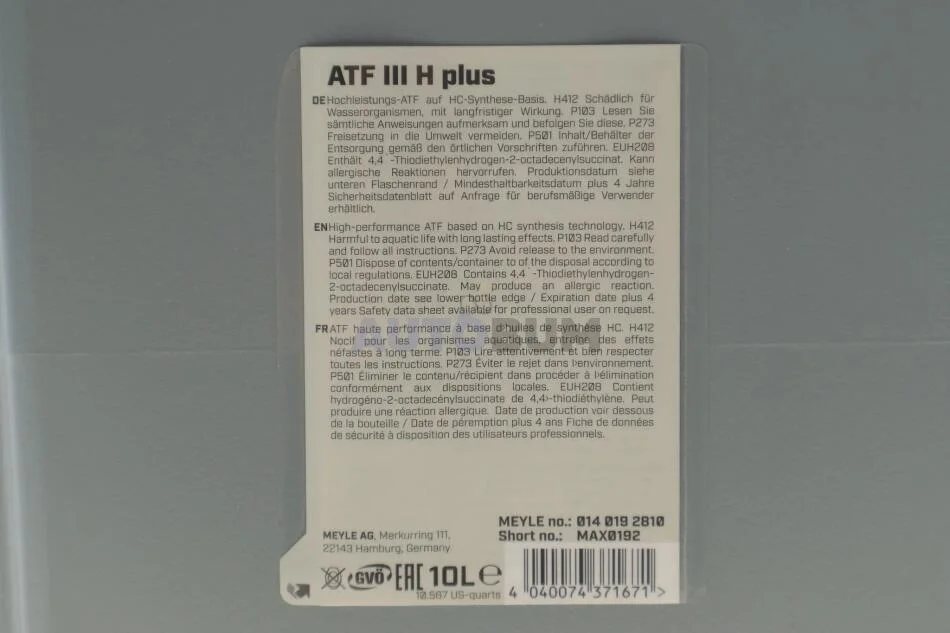 ATF III H plus
DE Hochleistungs-ATF auf HC-Synthese-Basis. H412 Schädlich für
Wasserorganismen, mit langfristiger Wirkung. P103 Lesen Sie
sämtliche Anweisungen aufmerksam und befolgen Sie diese. P273
Freisetzung in die Umwelt vermeiden. P501 Inhalt/Behälter der
Entsorgung gemäß den örtlichen Vorschriften zuführen. EUH208
Enthält 4,4 -Thiodiethylenhydrogen-2-octadecenylsuccinat. Kann
allergische Reaktionen hervorrufen. Produktionsdatum siehe
unteren Flaschenrand / Mindesthaltbarkeitsdatum plus 4 Jahre
Sicherheitsdatenblatt auf Anfrage für berufsmäßige Verwender
erhältlich.
EN High-performance ATF based on HC synthesis technology. H412
Harmful to aquatic life with long lasting effects. P103 Read carefully
and follow all instructions. P273 Avoid release to the environment.
P501 Dispose of contents/container to of the disposal according to
local regulations. EUH208 Contains 4,4 -Thiodiethylenhydrogen-
2-octadecenylsuccinate. May produce an allergic reaction.
Production date see lower bottle edge / Expiration date plus 4
years Safety data sheet available for professional user on request.
FR ATF haute performance à base d'huiles de synthèse HC. H412
Nocif pour les organismes aquatiques, entraîne des effets
néfastes à long terme. P103 Lire attentivement et bien respecter
toutes les instructions. P273 Éviter le rejet dans l›environnement.
P501 Éliminer le contenu/récipient dans procéder à l›élimination
conformément aux dispositions locales. EUH208 Contient
hydrogéno-2-octadecénylsuccinate de 4,4›-thiodiéthylène. Peut
produire une réaction allergique. Date de production voir dessous
de la bouteille / Date de péremption plus 4 ans Fiche de données
de sécurité à disposition des utilisateurs professionnels.
MEYLE no.: 014 019 2810
Short no.: MAX0192
MEYLE AG, Merkurring 111,
22143 Hamburg, Germany
GVÖ EAC 10L e
10.567 US-quarts
4 040074 371671 >